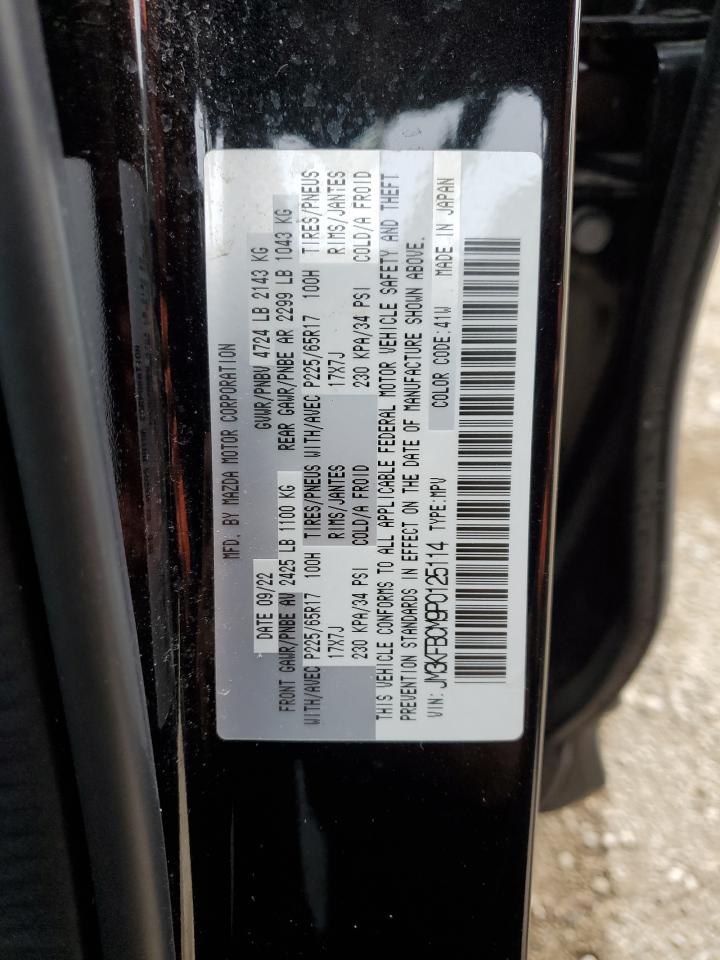 MFD. BY MAZDA MOTOR CORPORATION
DATE 09/22 GVWR/PNBV 4724 LB 2143 KG
FRONT GAWR/PNBE AV 2425 LB 1100 KG REAR GAWR/PNBE AR 2299 LB 1043 KG
WITH/AVEC P225/65R17 100H TIRES/PNEUS WITH/AVEC P225/65R17 100H TIRES/PNEUS
17X7J RIMS/JANTES 17X7J RIMS/JANTES
230 KPA/34 PSI COLD/A FROID 230 KPA/34 PSI COLD/A FROID
THIS VEHICLE CONFORMS TO ALL APPLICABLE FEDERAL MOTOR VEHICLE SAFETY AND THEFT
PREVENTION STANDARDS IN EFFECT ON THE DATE OF MANUFACTURE SHOWN ABOVE.
VIN: JM3KFBCM9P0125114 TYPE:MPV COLOR CODE:41W MADE IN JAPAN